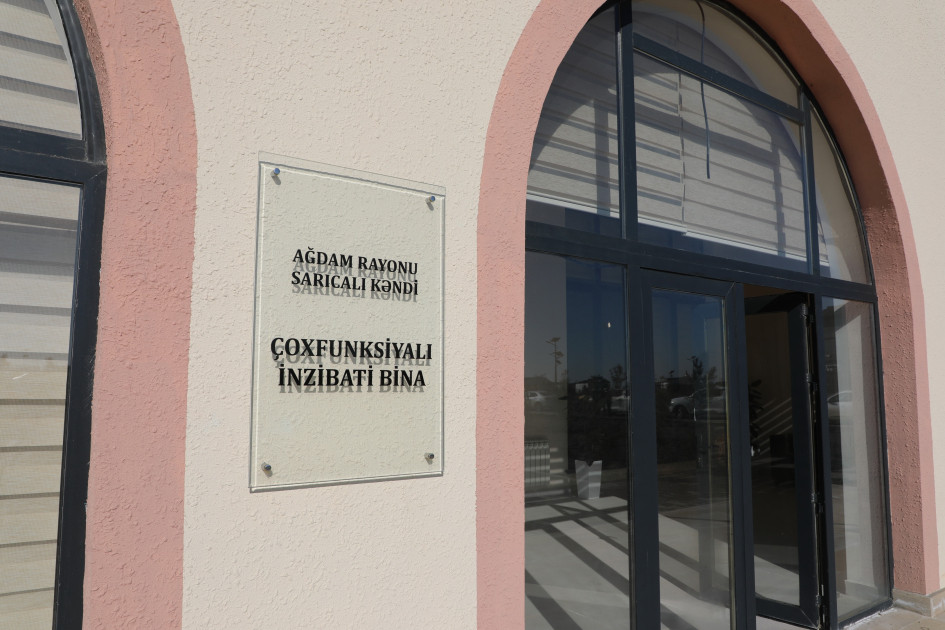 AĞDAM RAYONU
SARICALI KƏNDİ
ÇOXFUNKSİYALI
İNZİBATİ BİNA